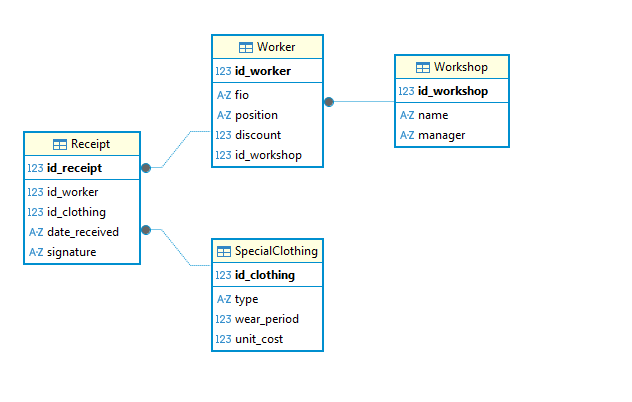 Worker
123 id_worker
A-Z fio
A-Z position
123 discount
123 id_workshop
Workshop
123 id_workshop
A-Z name
A-Z manager
Receipt
123 id_receipt
123 id_worker
123 id_clothing
A-Z date_received
A-Z signature
SpecialClothing
123 id_clothing
A-Z type
123 wear_period
123 unit_cost